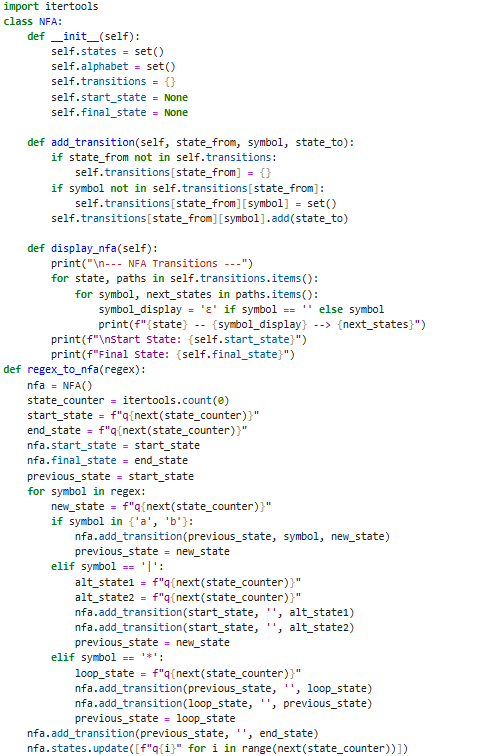 import itertools
class NFA:
    def __init__(self):
        self.states = set()
        self.alphabet = set()
        self.transitions = {}
        self.start_state = None
        self.final_state = None

    def add_transition(self, state_from, symbol, state_to):
        if state_from not in self.transitions:
            self.transitions[state_from] = {}
        if symbol not in self.transitions[state_from]:
            self.transitions[state_from][symbol] = set()
        self.transitions[state_from][symbol].add(state_to)

    def display_nfa(self):
        print("\n--- NFA Transitions ---")
        for state, paths in self.transitions.items():
            for symbol, next_states in paths.items():
                symbol_display = 'ε' if symbol == '' else symbol
                print(f"{state} -- {symbol_display} --> {next_states}")
        print(f"\nStart State: {self.start_state}")
        print(f"Final State: {self.final_state}")
def regex_to_nfa(regex):
    nfa = NFA()
    state_counter = itertools.count(0)
    start_state = f"q{next(state_counter)}"
    end_state = f"q{next(state_counter)}"
    nfa.start_state = start_state
    nfa.final_state = end_state
    previous_state = start_state
    for symbol in regex:
        new_state = f"q{next(state_counter)}"
        if symbol in {'a', 'b'}:
            nfa.add_transition(previous_state, symbol, new_state)
            previous_state = new_state
        elif symbol == '|':
            alt_state1 = f"q{next(state_counter)}"
            alt_state2 = f"q{next(state_counter)}"
            nfa.add_transition(start_state, '', alt_state1)
            nfa.add_transition(start_state, '', alt_state2)
            previous_state = new_state
        elif symbol == '*':
            loop_state = f"q{next(state_counter)}"
            nfa.add_transition(previous_state, '', loop_state)
            nfa.add_transition(loop_state, '', previous_state)
            previous_state = loop_state
    nfa.add_transition(previous_state, '', end_state)
    nfa.states.update([f"q{i}" for i in range(next(state_counter))])